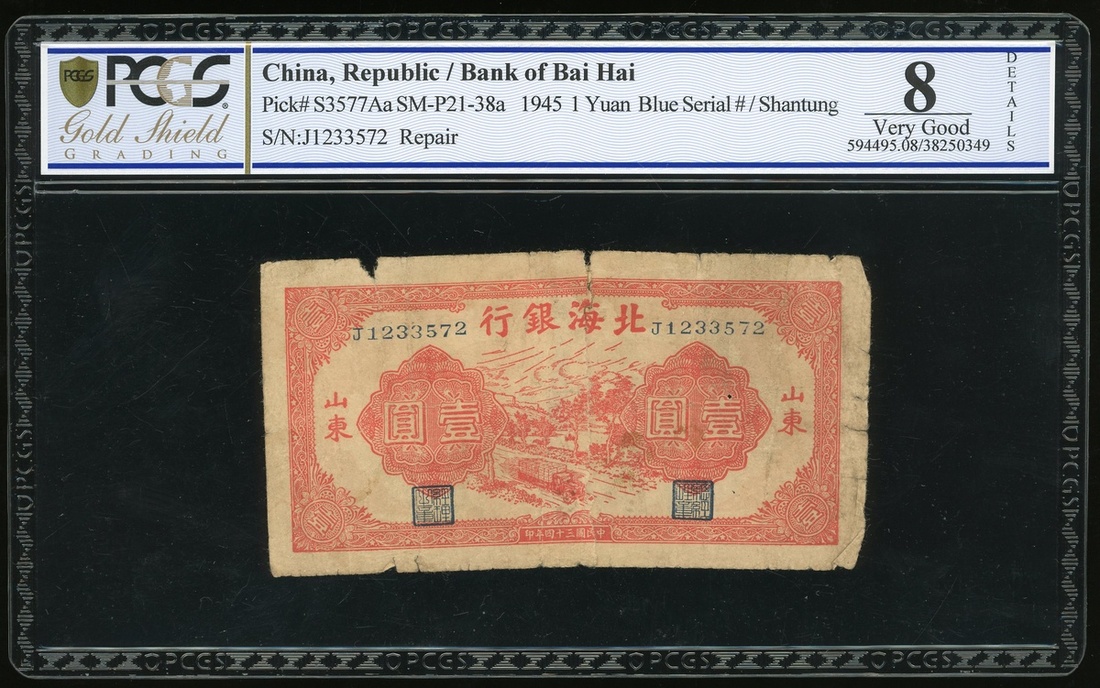 PCGS
PCGS®
Gold Shield
GRADING
China, Republic / Bank of Bai Hai
Pick# S3577Aa SM-P21-38a 1945 1 Yuan Blue Serial # / Shantung
S/N:J1233572 Repair
8
Very Good
594495.08/38250349
DETAILS
行銀海北
J1233572
J1233572
山東
圓壹
圓壹
山東
印年四十三國民中